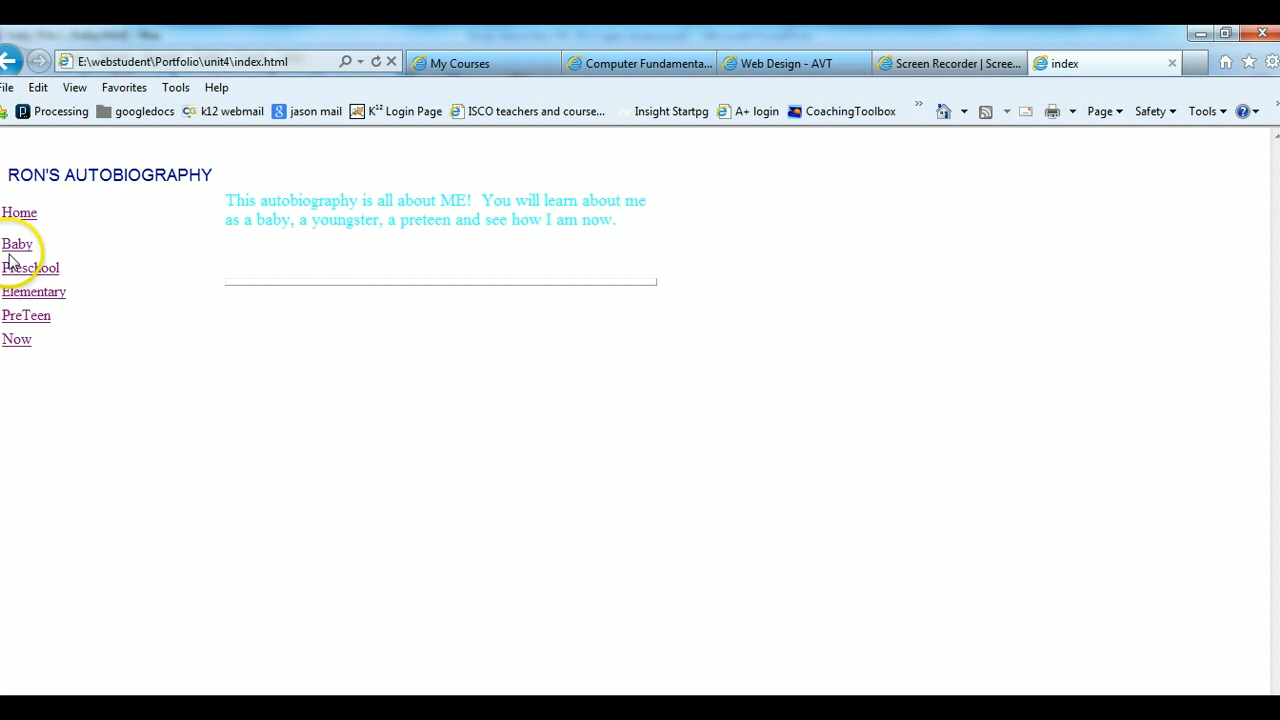 E:\webstudent\Portfolio\unit4\index.html
My Courses
Computer Fundamenta...
Web Design - AVT
Screen Recorder | Scree...
index
File Edit View Favorites Tools Help
Processing googledocs k12 webmail jason mail K¹² Login Page ISCO teachers and course... Insight Startpg A+ login CoachingToolbox » Page Safety Tools
RON'S AUTOBIOGRAPHY
This autobiography is all about ME! You will learn about me
as a baby, a youngster, a preteen and see how I am now.
Home
Baby
Preschool
Elementary
PreTeen
Now